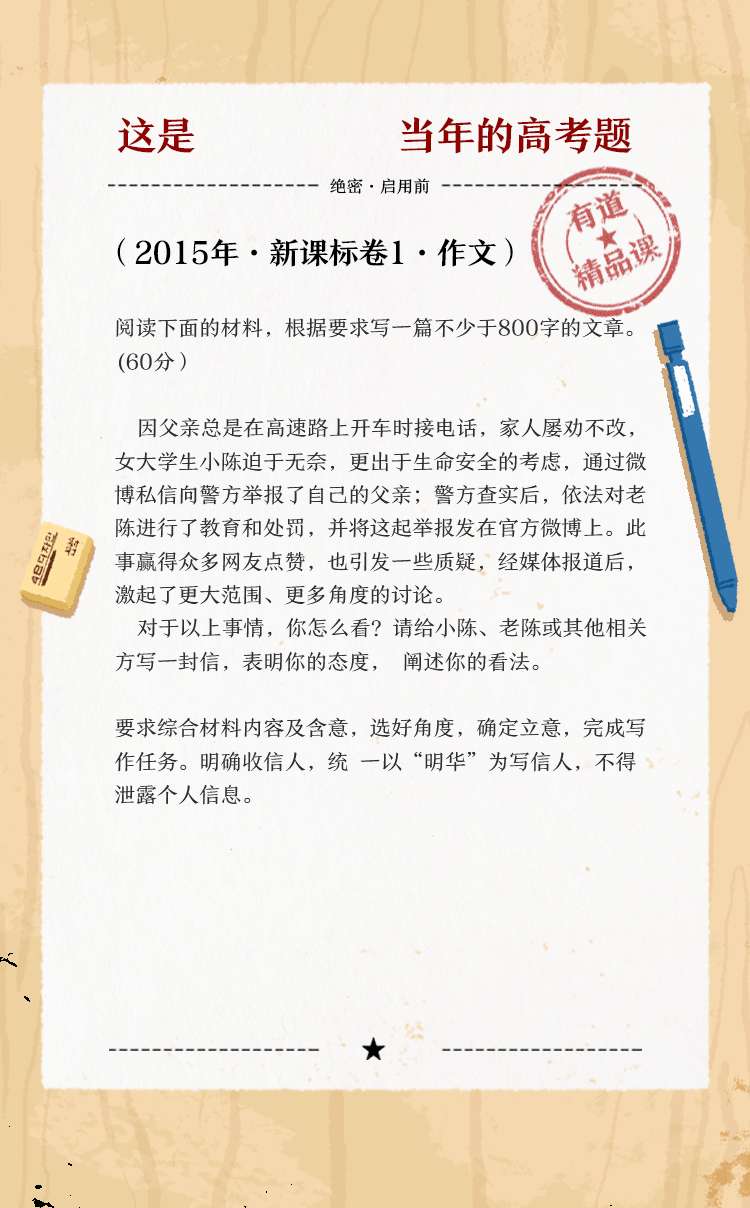 这是 当年的高考题
绝密·启用前
有道
精品课
（2015年·新课标卷1·作文）
阅读下面的材料，根据要求写一篇不少于800字的文章。
(60分）
因父亲总是在高速路上开车时接电话，家人屡劝不改，
女大学生小陈迫于无奈，更出于生命安全的考虑，通过微
博私信向警方举报了自己的父亲；警方查实后，依法对老
陈进行了教育和处罚，并将这起举报发在官方微博上。此
事赢得众多网友点赞，也引发一些质疑，经媒体报道后，
激起了更大范围、更多角度的讨论。
对于以上事情，你怎么看？请给小陈、老陈或其他相关
方写一封信，表明你的态度， 阐述你的看法。
要求综合材料内容及含意，选好角度，确定立意，完成写
作任务。明确收信人，统 一以“明华”为写信人，不得
泄露个人信息。